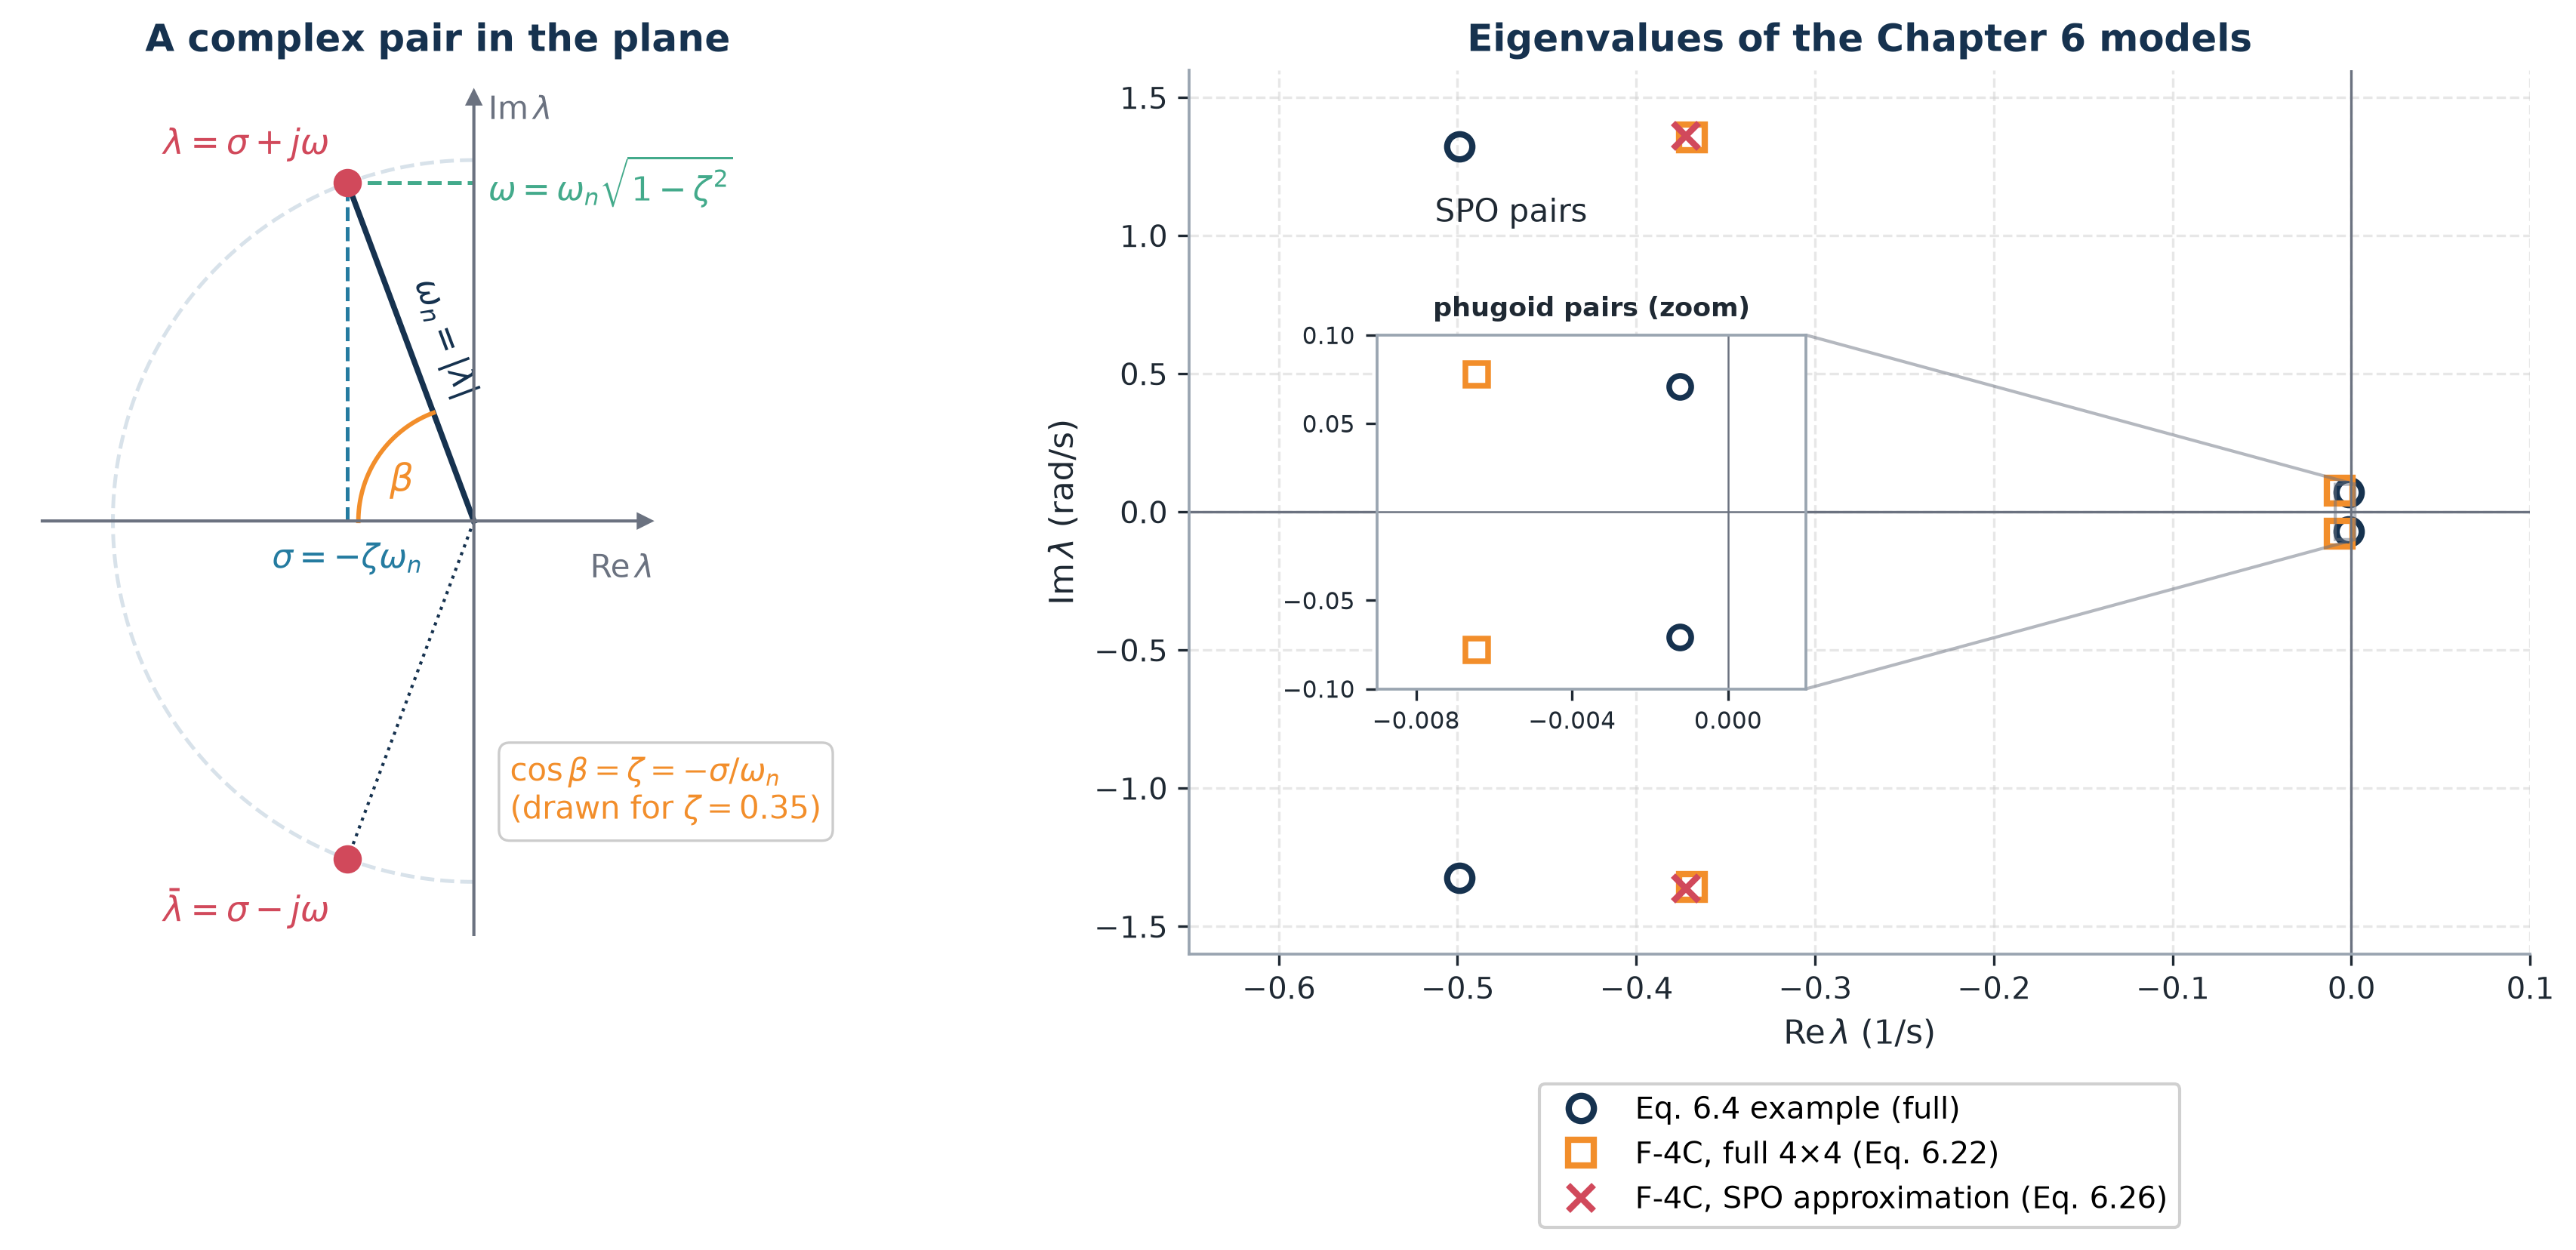 A complex pair in the plane
Im λ
λ = σ + jω
ω = ωₙ√(1 − ζ²)
ωₙ = |λ|
β
σ = −ζωₙ
Re λ
cos β = ζ = −σ/ωₙ
(drawn for ζ = 0.35)
λ̄ = σ − jω
Eigenvalues of the Chapter 6 models
1.5
1.0
0.5
0.0
−0.5
−1.0
−1.5
Im λ (rad/s)
SPO pairs
phugoid pairs (zoom)
0.10
0.05
−0.05
−0.10
−0.008 −0.004 0.000
−0.6 −0.5 −0.4 −0.3 −0.2 −0.1 0.0 0.1
Re λ (1/s)
Eq. 6.4 example (full)
F-4C, full 4×4 (Eq. 6.22)
F-4C, SPO approximation (Eq. 6.26)